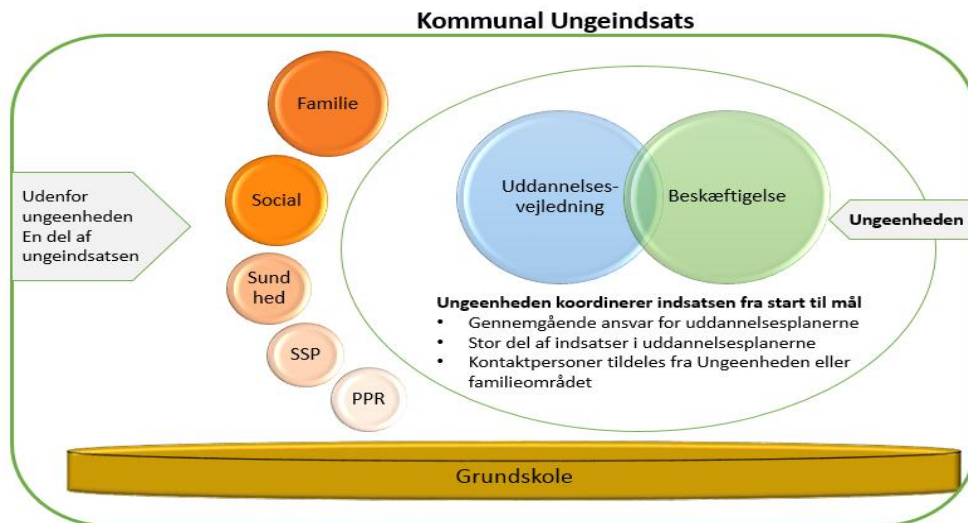 Kommunal Ungeindsats
Familie
Udenfor
ungeenheden
En del af
ungeindsatsen
Social
Sund
hed
SSP
PPR
Uddannelses-
vejledning
Beskæftigelse
Ungeenheden
Ungeenheden koordinerer indsatsen fra start til mål
• Gennemgående ansvar for uddannelsesplanerne
• Stor del af indsatser i uddannelsesplanerne
• Kontaktpersoner tildeles fra Ungeenheden eller
familieområdet
Grundskole